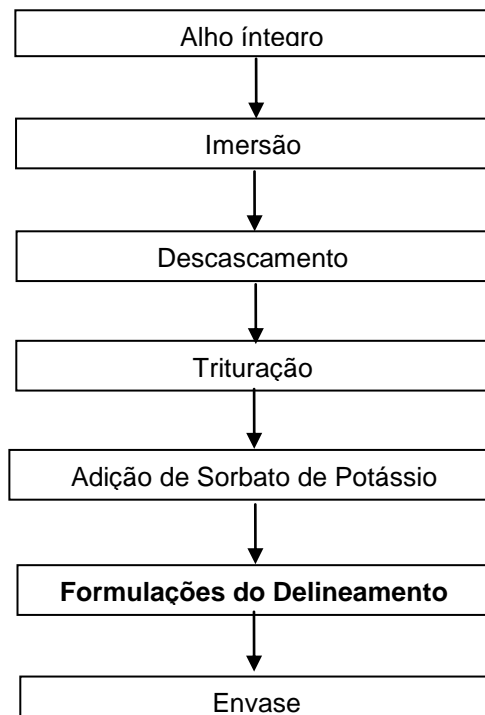 Alho íntegro
Imersão
Descascamento
Trituração
Adição de Sorbato de Potássio
Formulações do Delineamento
Envase